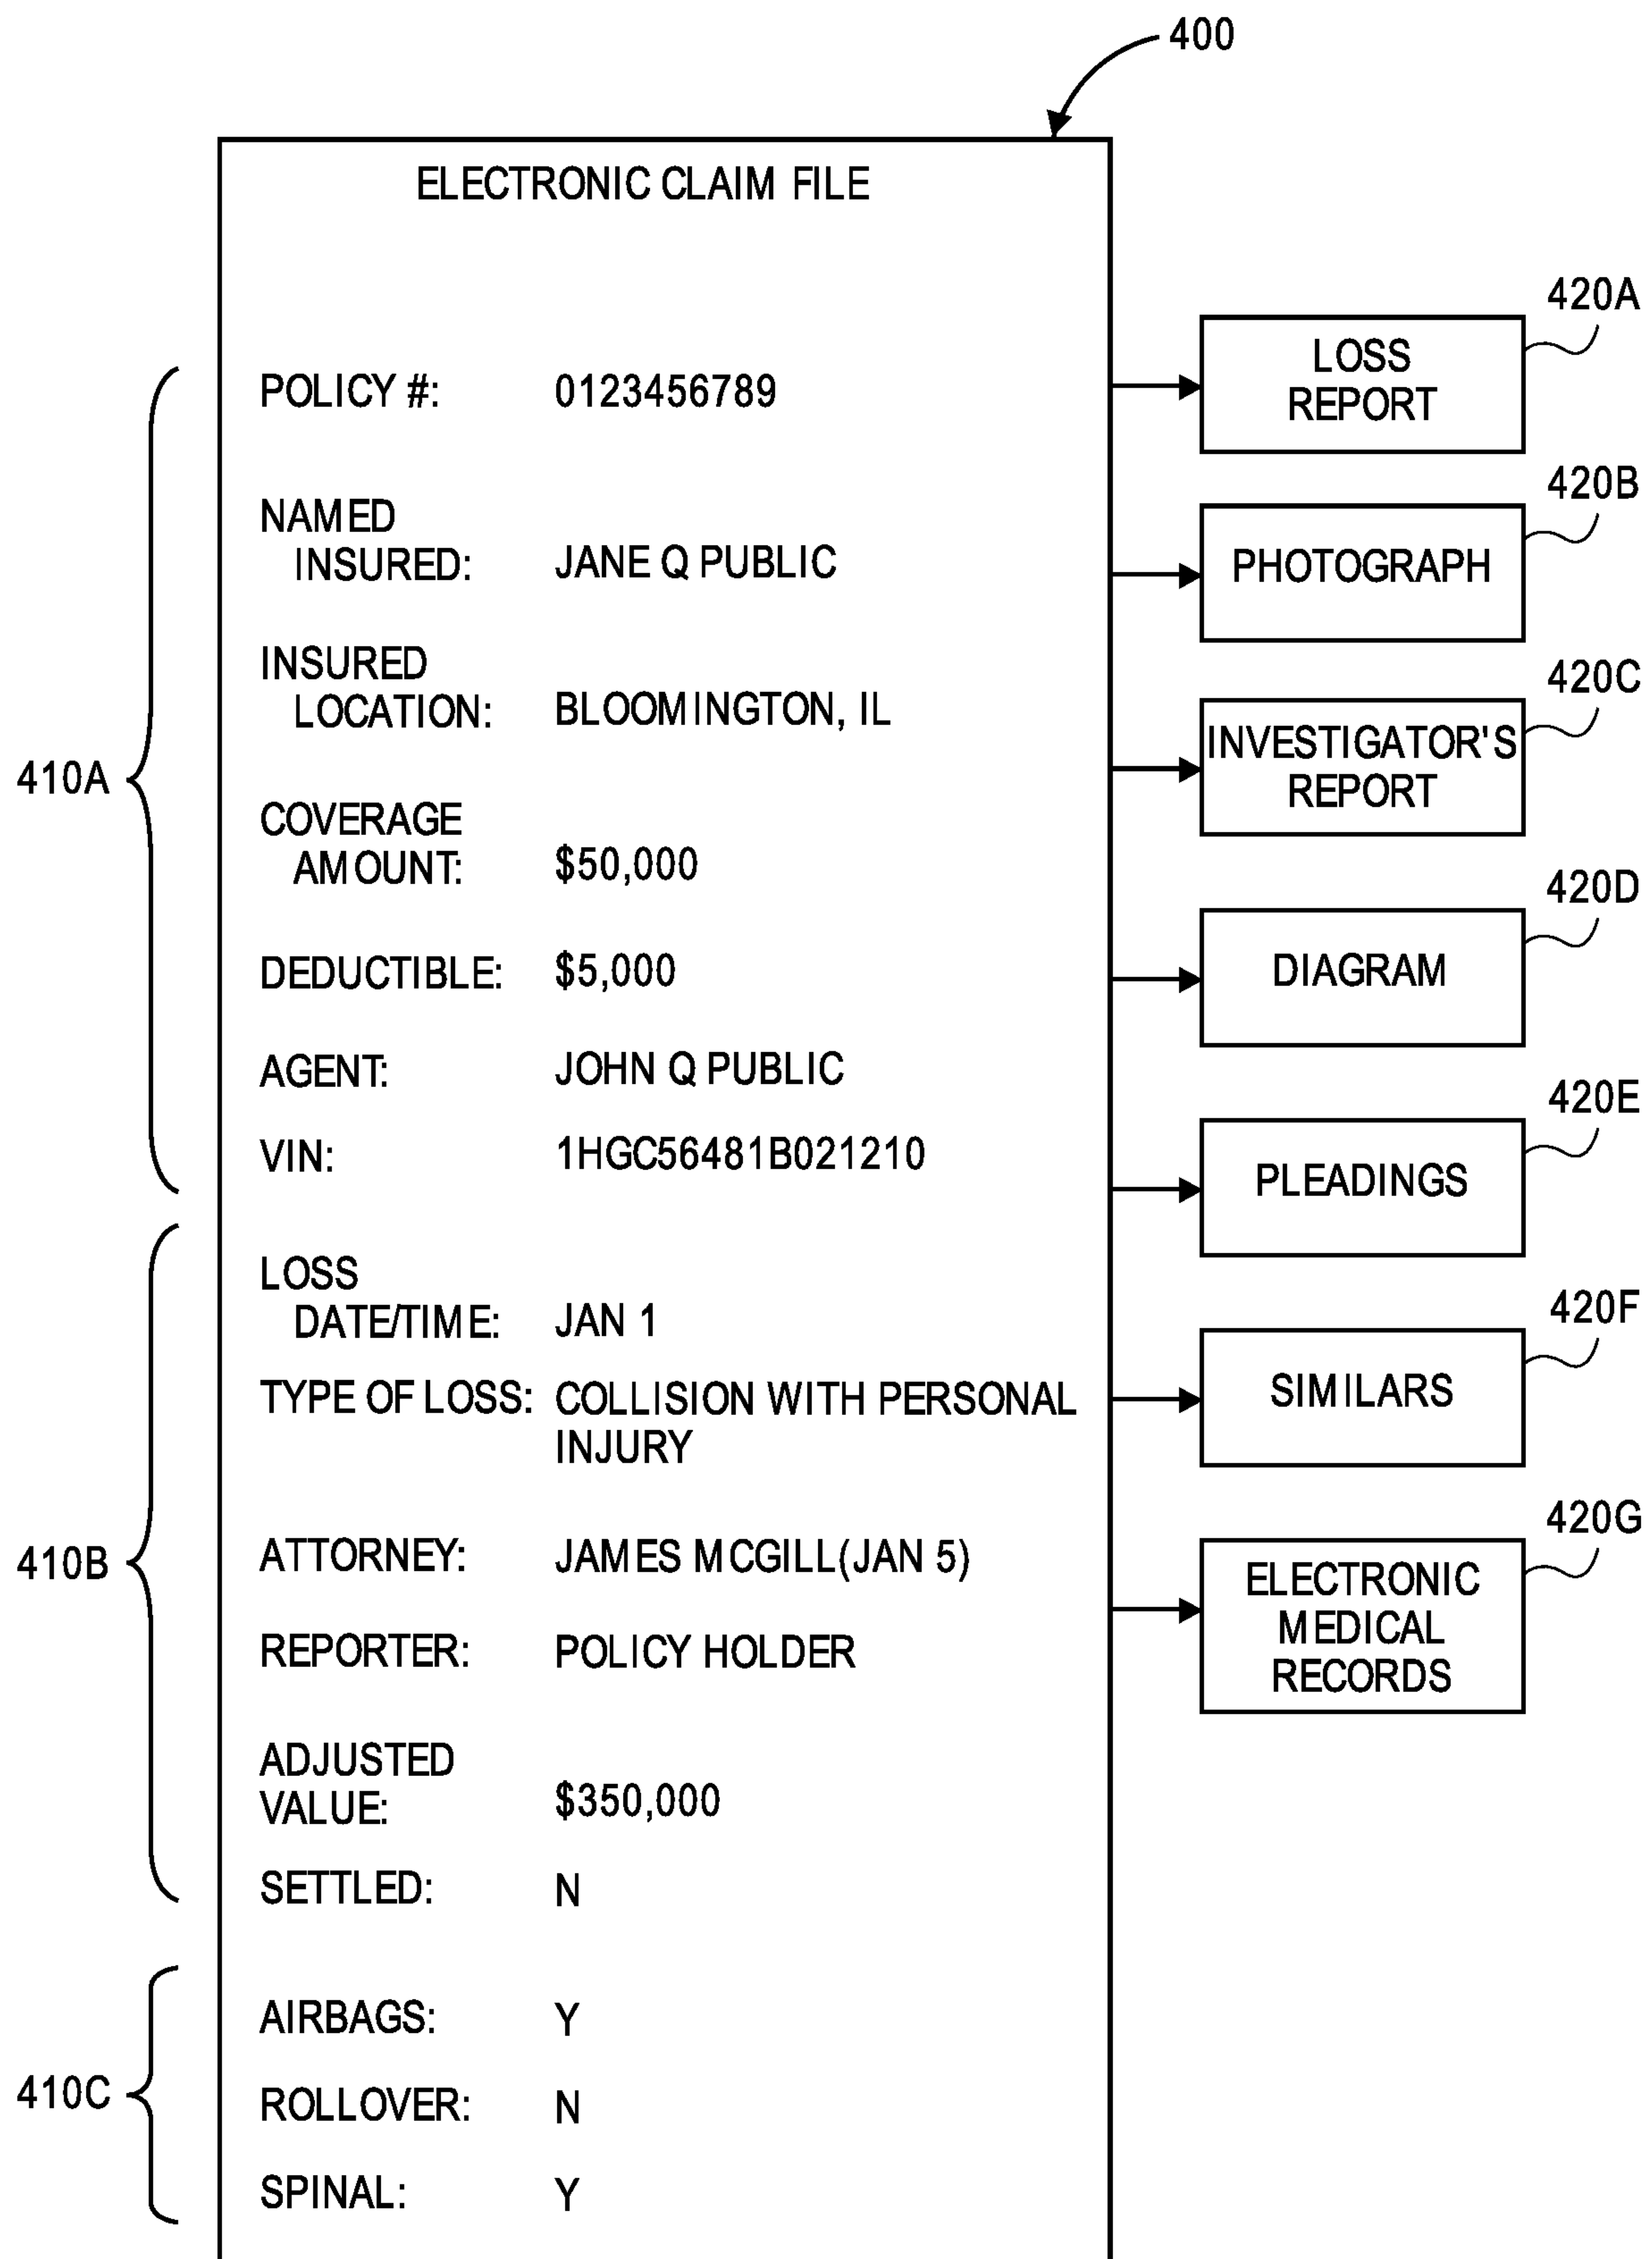 400
ELECTRONIC CLAIM FILE
410A
POLICY #: 0123456789
NAMED
INSURED: JANE Q PUBLIC
INSURED
LOCATION: BLOOMINGTON, IL
COVERAGE
AMOUNT: $50,000
DEDUCTIBLE: $5,000
AGENT: JOHN Q PUBLIC
VIN: 1HGC56481B021210
410B
LOSS
DATE/TIME: JAN 1
TYPE OF LOSS: COLLISION WITH PERSONAL
INJURY
ATTORNEY: JAMES MCGILL(JAN 5)
REPORTER: POLICY HOLDER
ADJUSTED
VALUE: $350,000
SETTLED: N
410C
AIRBAGS: Y
ROLLOVER: N
SPINAL: Y
420A
LOSS
REPORT
420B
PHOTOGRAPH
420C
INVESTIGATOR'S
REPORT
420D
DIAGRAM
420E
PLEADINGS
420F
SIMILARS
420G
ELECTRONIC
MEDICAL
RECORDS